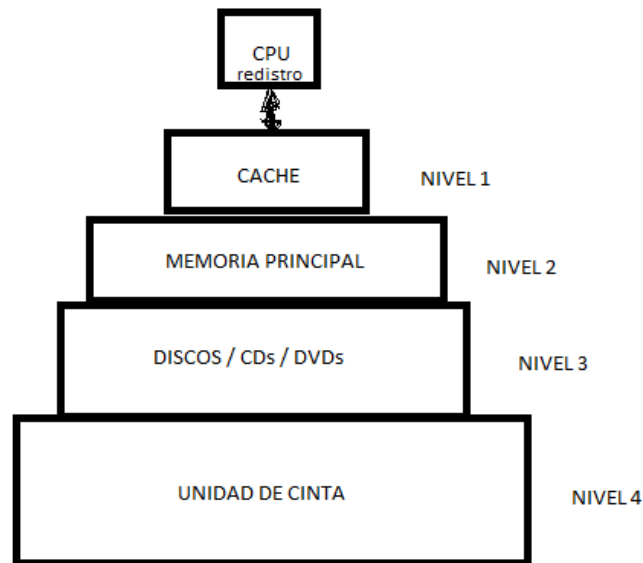 CPU
redistro
CACHE
NIVEL 1
MEMORIA PRINCIPAL
NIVEL 2
DISCOS / CDs / DVDs
NIVEL 3
UNIDAD DE CINTA
NIVEL 4